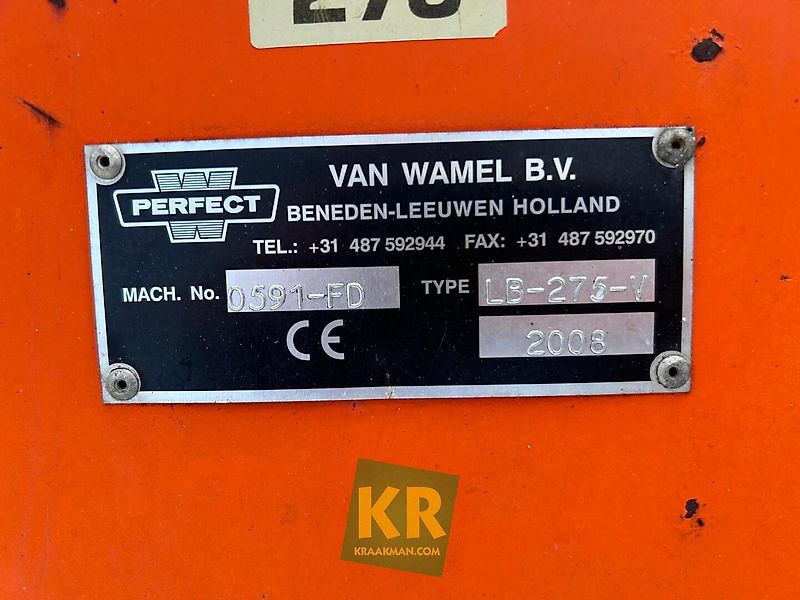 W
PERFECT
VAN WAMEL B.V.
BENEDEN-LEEUWEN HOLLAND
TEL.: +31 487 592944 FAX: +31 487 592970
MACH. No. 0591-FD TYPE LB-275-V
CE 2008
KR
KRAAKMAN.COM